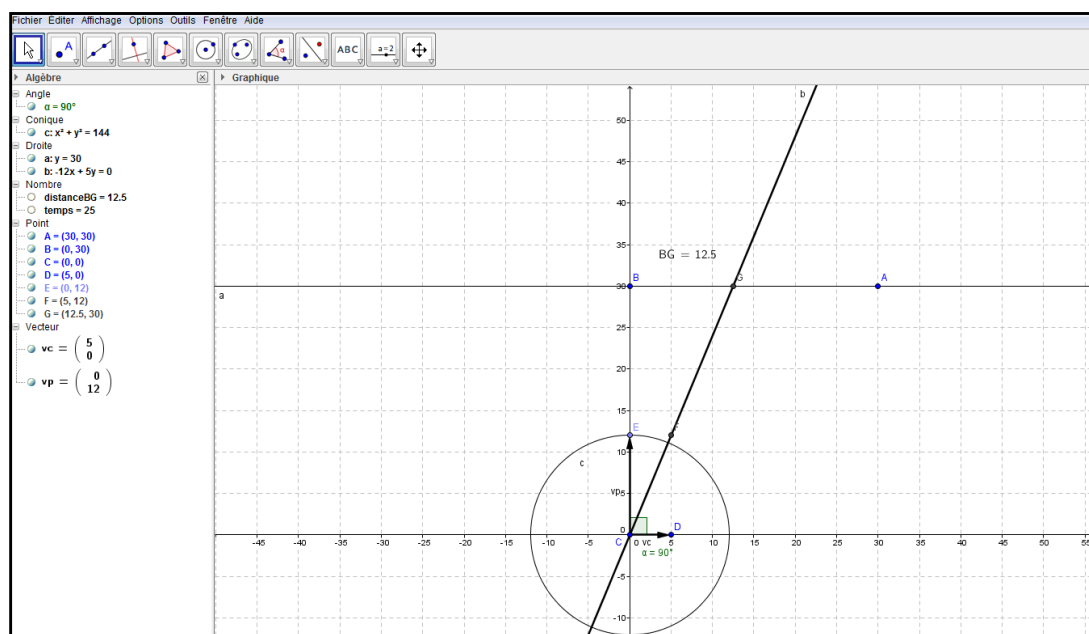 Fichier Éditer Affichage Options Outils Fenêtre Aide
A
α
ABC
a=2
Algèbre
Graphique
Angle
α = 90°
Conique
c: x² + y² = 144
Droite
a: y = 30
b: -12x + 5y = 0
Nombre
distanceBG = 12.5
temps = 25
Point
A = (30, 30)
B = (0, 30)
C = (0, 0)
D = (5, 0)
E = (0, 12)
F = (5, 12)
G = (12.5, 30)
Vecteur
vc = ( 5 0 )
vp = ( 0 12 )
b
50
45
40
35
BG = 12.5
B
G
A
30
a
25
20
15
E
F
10
c
vp
5
0
D
-45 -40 -35 -30 -25 -20 -15 -10 -5 0 5 10 15 20 25 30 35 40 45 50 55
C
vc
α = 90°
-5
-10